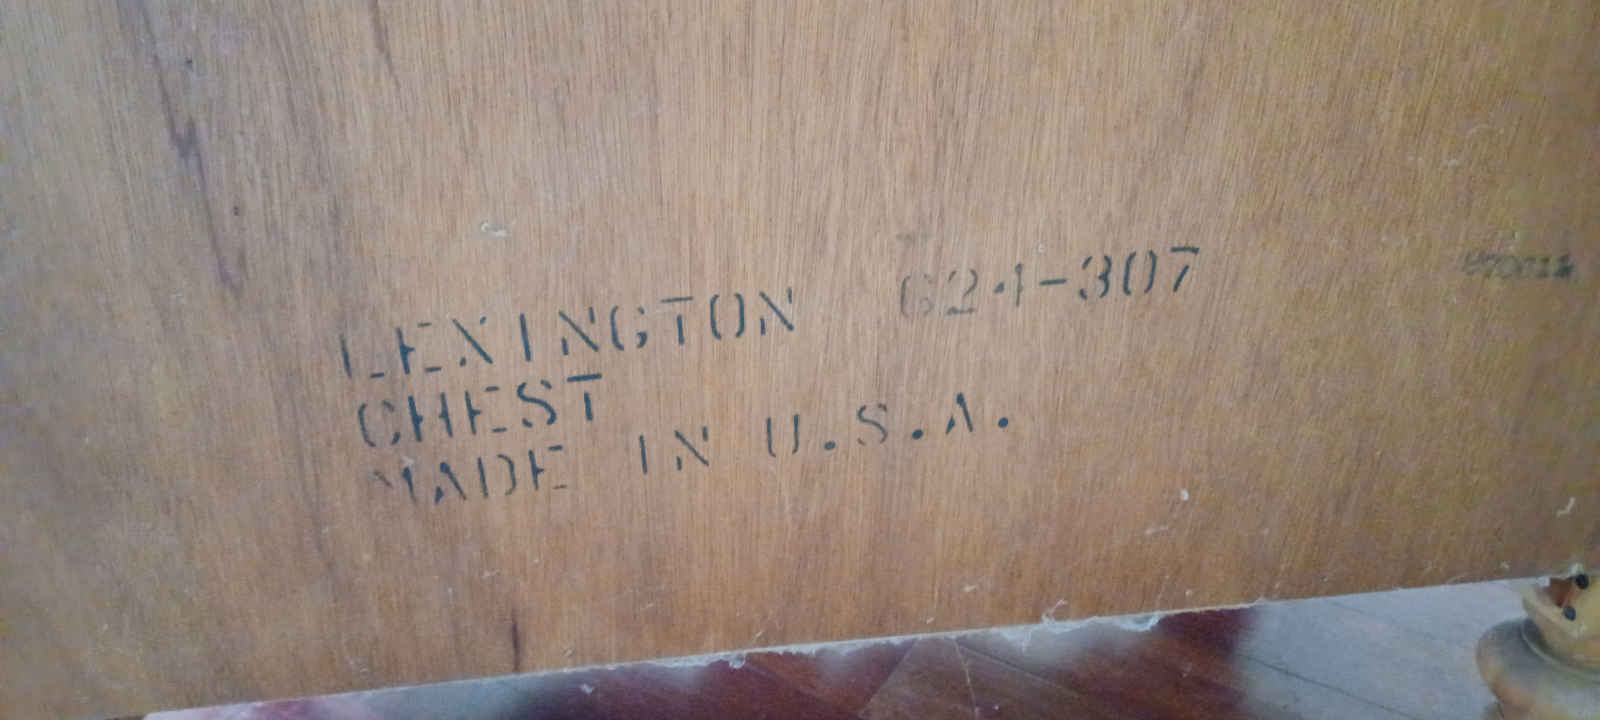 LEXINGTON 624-307
CHEST
MADE IN U.S.A.